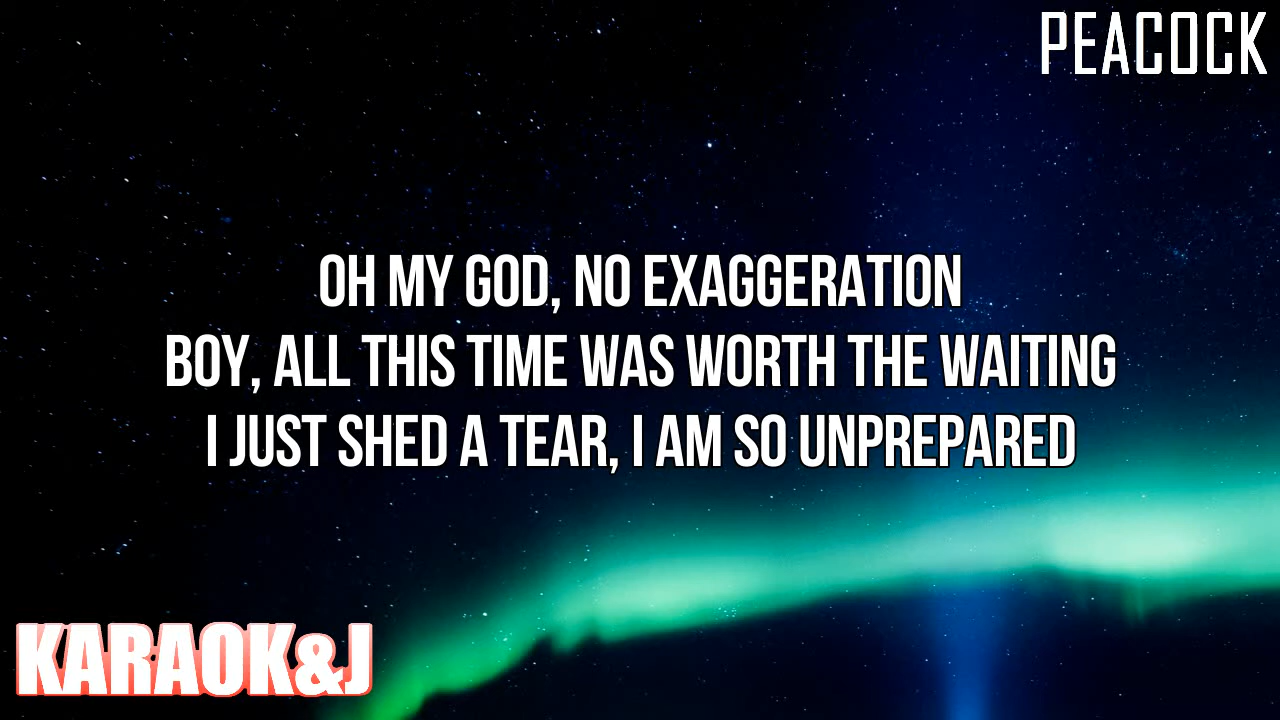 PEACOCK
OH MY GOD, NO EXAGGERATION
BOY, ALL THIS TIME WAS WORTH THE WAITING
I JUST SHED A TEAR, I AM SO UNPREPARED
KARAOK&J